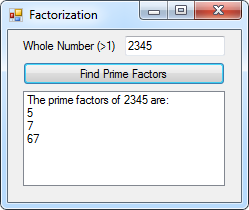 Factorization
Whole Number (>1) 2345
Find Prime Factors
The prime factors of 2345 are:
5
7
67